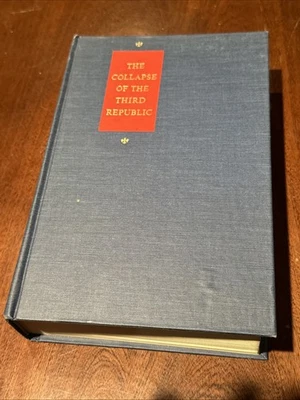 THE
COLLAPSE
OF THE
THIRD
REPUBLIC